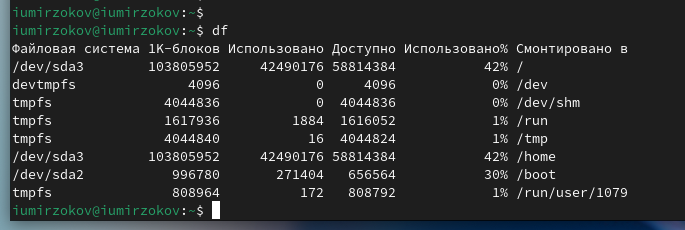 iumirzokov@iumirzokov:~$
iumirzokov@iumirzokov:~$ df
Файловая система 1K-блоков Использовано Доступно Использовано% Смонтировано в
/dev/sda3 103805952 42490176 58814384 42% /
devtmpfs 4096 0 4096 0% /dev
tmpfs 4044836 0 4044836 0% /dev/shm
tmpfs 1617936 1884 1616052 1% /run
tmpfs 4044840 16 4044824 1% /tmp
/dev/sda3 103805952 42490176 58814384 42% /home
/dev/sda2 996780 271404 656564 30% /boot
tmpfs 808964 172 808792 1% /run/user/1079
iumirzokov@iumirzokov:~$